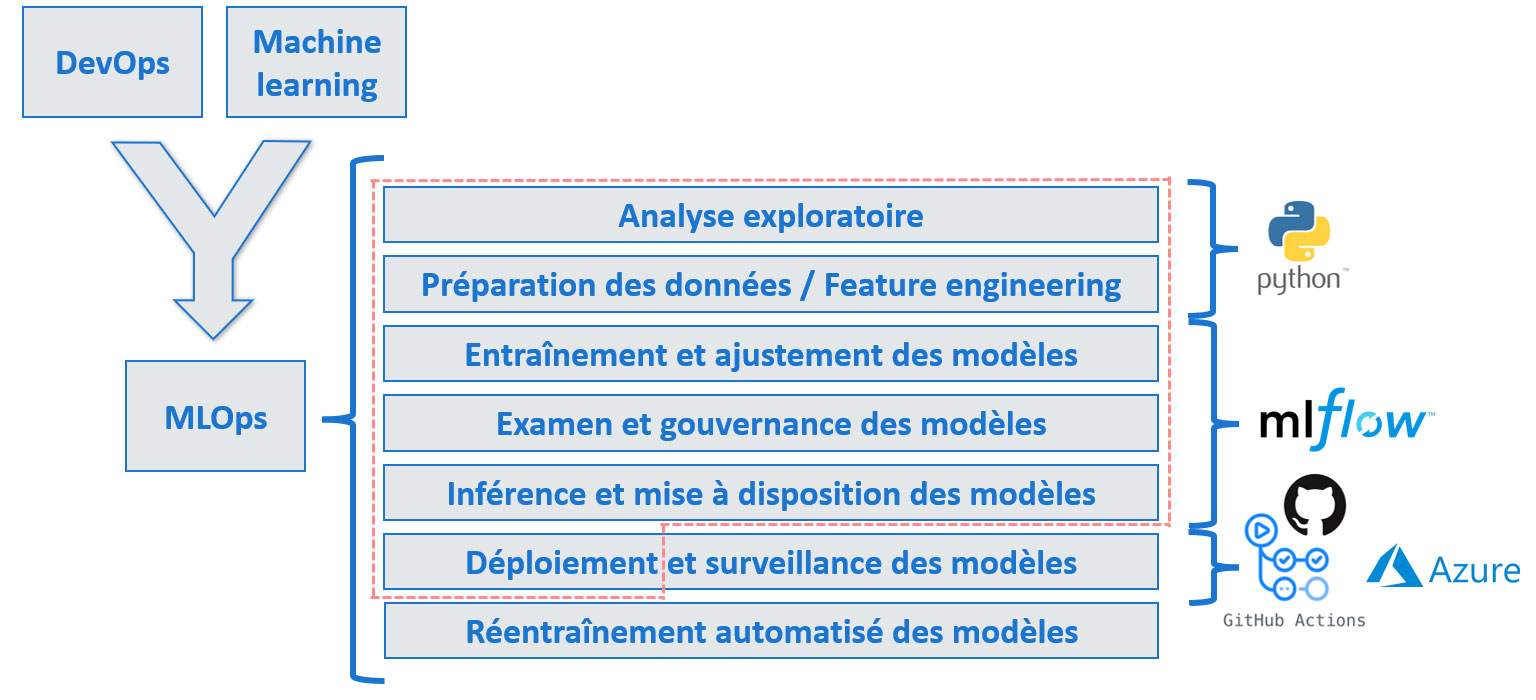 DevOps
Machine
learning
MLOps
Analyse exploratoire
Préparation des données / Feature engineering
Entraînement et ajustement des modèles
Examen et gouvernance des modèles
Inférence et mise à disposition des modèles
Déploiement et surveillance des modèles
Réentraînement automatisé des modèles
python™
mlflow™
GitHub Actions
Azure